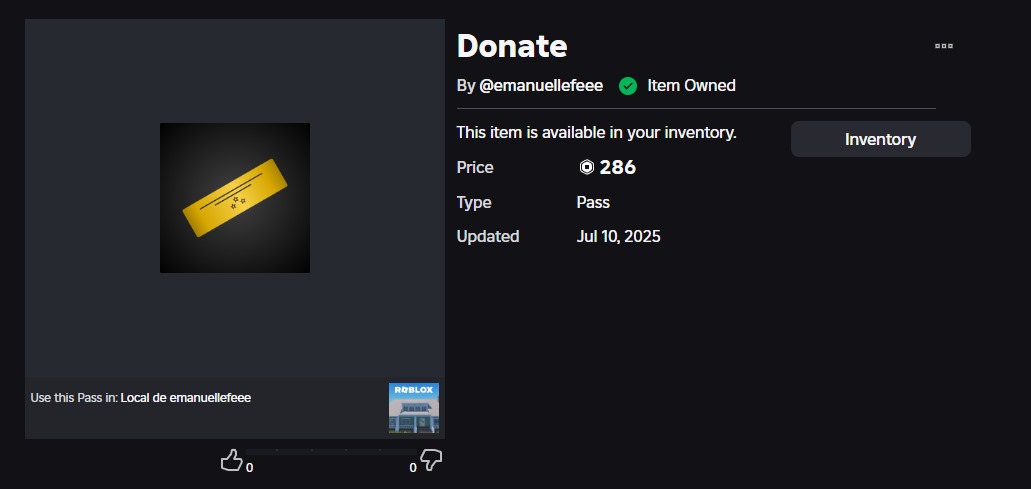 Donate
By @emanuellefeee Item Owned
This item is available in your inventory.
Inventory
Price 286
Type Pass
Updated Jul 10, 2025
Use this Pass in: Local de emanuellefeee
ROBLOX
0 0